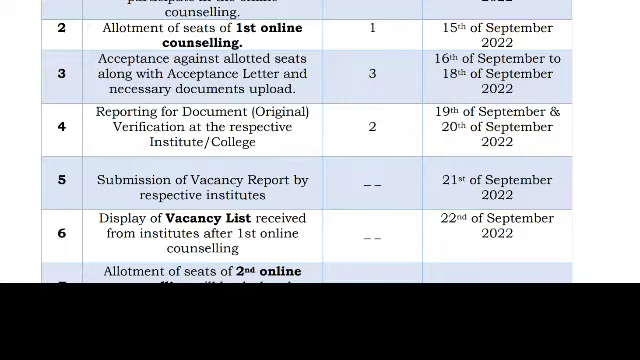 counselling.
2022
2
Allotment of seats of 1st online
counselling.
1
15th of September
2022
3
Acceptance against allotted seats
along with Acceptance Letter and
necessary documents upload.
3
16th of September to
18th of September
2022
4
Reporting for Document (Original)
Verification at the respective
Institute/College
2
19th of September &
20th of September
2022
5
Submission of Vacancy Report by
respective institutes
_ _
21st of September
2022
6
Display of Vacancy List received
from institutes after 1st online
counselling
_ _
22nd of September
2022
Allotment of seats of 2nd online